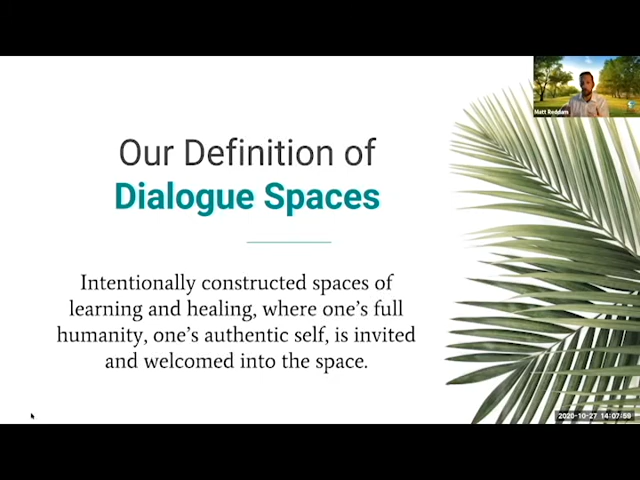 Matt Reddam
Our Definition of
Dialogue Spaces
Intentionally constructed spaces of
learning and healing, where one's full
humanity, one's authentic self, is invited
and welcomed into the space.
2020-10-27 14:07:59